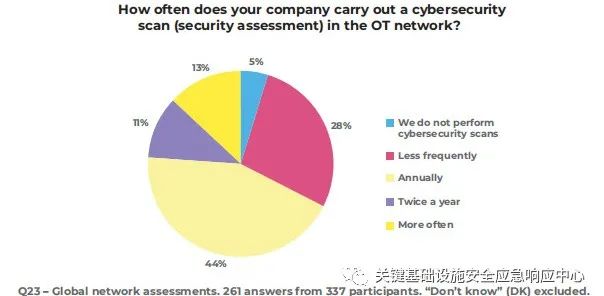 How often does your company carry out a cybersecurity
scan (security assessment) in the OT network?
13%
5%
11%
28%
44%
We do not perform
cybersecurity scans
Less frequently
Annually
Twice a year
More often
关键基础设施安全应急响应中心
Q23 – Global network assessments. 261 answers from 337 participants. “Don’t know” (DK) excluded.